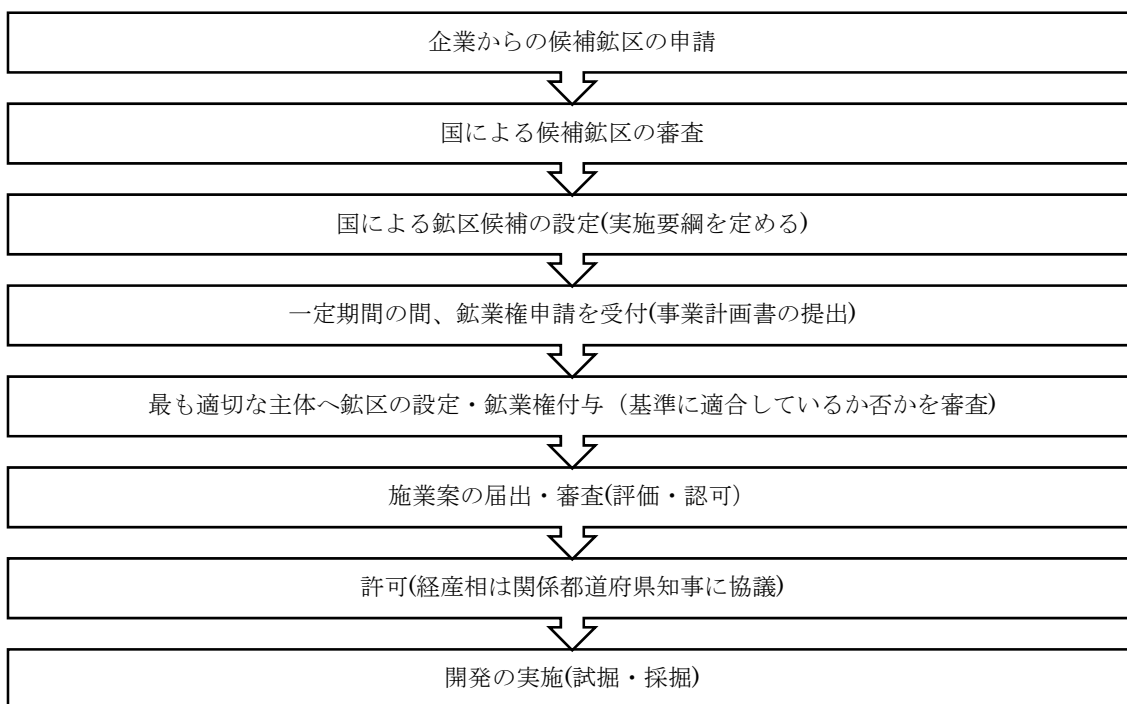 企業からの候補鉱区の申請
国による候補鉱区の審査
国による鉱区候補の設定(実施要綱を定める)
一定期間の間、鉱業権申請を受付(事業計画書の提出)
最も適切な主体へ鉱区の設定・鉱業権付与（基準に適合しているか否かを審査)
施業案の届出・審査(評価・認可）
許可(経産相は関係都道府県知事に協議)
開発の実施(試掘・採掘)